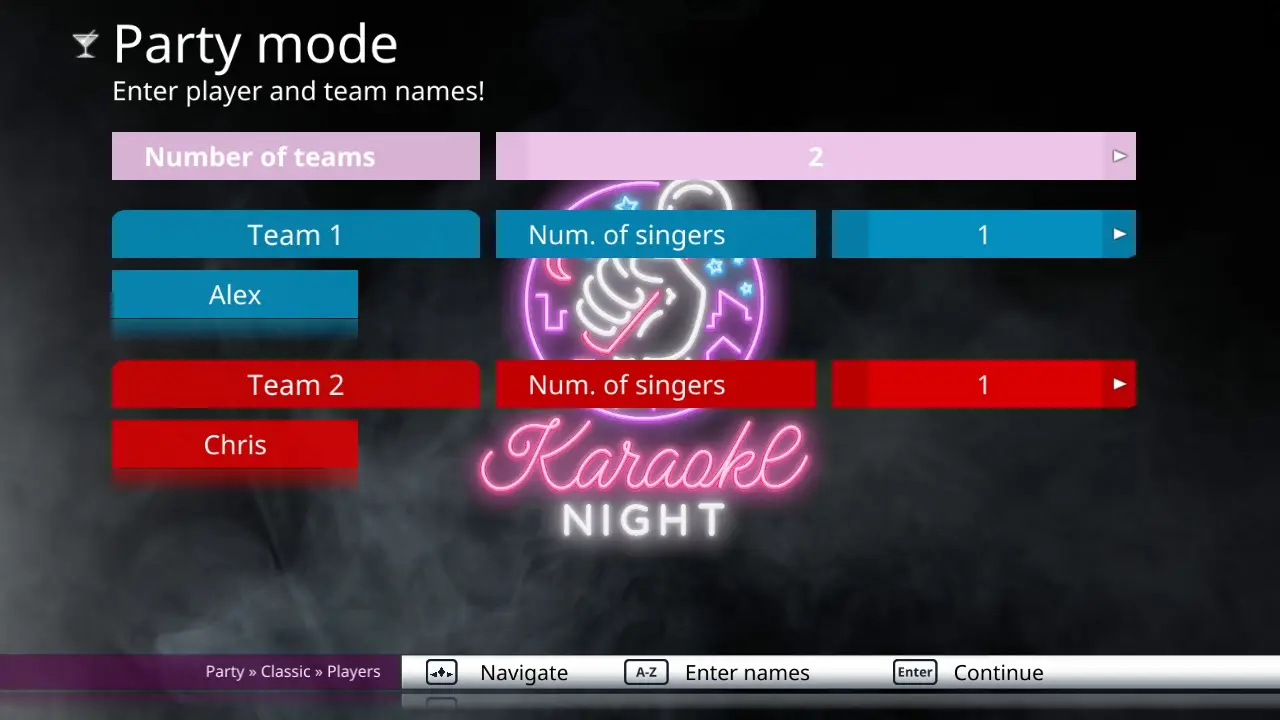 Party mode
Enter player and team names!
Number of teams 2
Team 1 Num. of singers 1
Alex
Team 2 Num. of singers 1
Chris
Karaoke
NIGHT
Party » Classic » Players Navigate A-Z Enter names Enter Continue